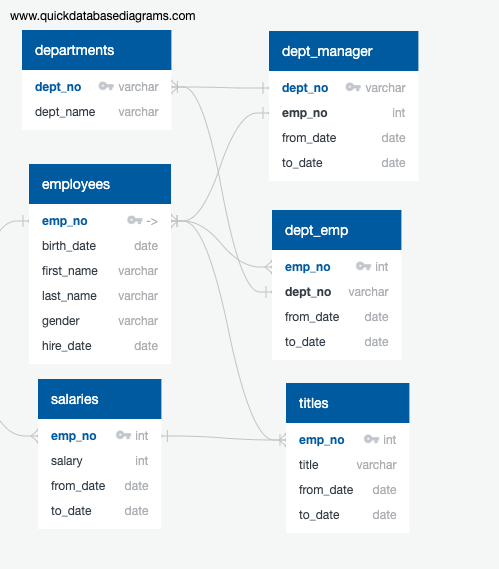 www.quickdatabasediagrams.com
departments
dept_no varchar
dept_name varchar
dept_manager
dept_no varchar
emp_no int
from_date date
to_date date
employees
emp_no ->
birth_date date
first_name varchar
last_name varchar
gender varchar
hire_date date
dept_emp
emp_no int
dept_no varchar
from_date date
to_date date
salaries
emp_no int
salary int
from_date date
to_date date
titles
emp_no int
title varchar
from_date date
to_date date